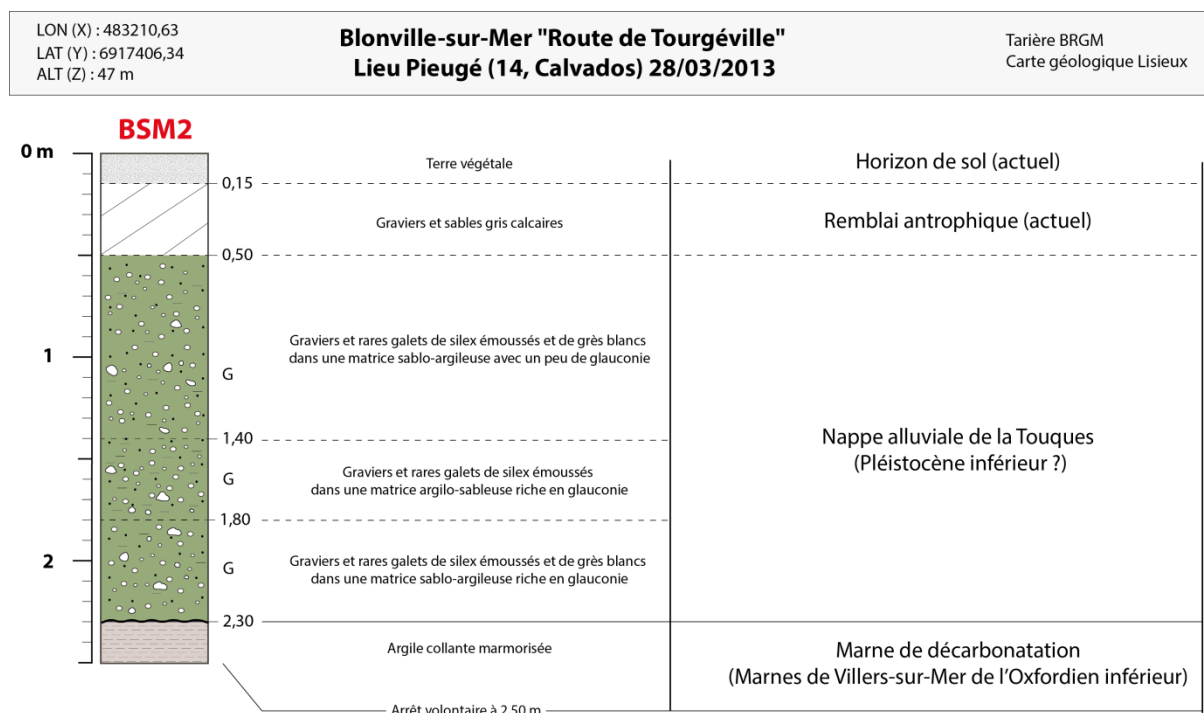 LON (X) : 483210,63
LAT (Y) : 6917406,34
ALT (Z) : 47 m
Blonville-sur-Mer "Route de Tourgéville"
Lieu Pieugé (14, Calvados) 28/03/2013
Tarière BRGM
Carte géologique Lisieux
BSM2
0 m
Terre végétale
Horizon de sol (actuel)
0,15
Graviers et sables gris calcaires
Remblai antrophique (actuel)
0,50
Graviers et rares galets de silex émoussés et de grès blancs
dans une matrice sablo-argileuse avec un peu de glauconie
1
G
1,40
Nappe alluviale de la Touques
(Pléistocène inférieur ?)
Graviers et rares galets de silex émoussés
dans une matrice argilo-sableuse riche en glauconie
G
1,80
Graviers et rares galets de silex émoussés et de grès blancs
dans une matrice sablo-argileuse riche en glauconie
2
G
2,30
Argile collante marmorisée
Marne de décarbonatation
(Marnes de Villers-sur-Mer de l'Oxfordien inférieur)
Arrêt volontaire à 2,50 m